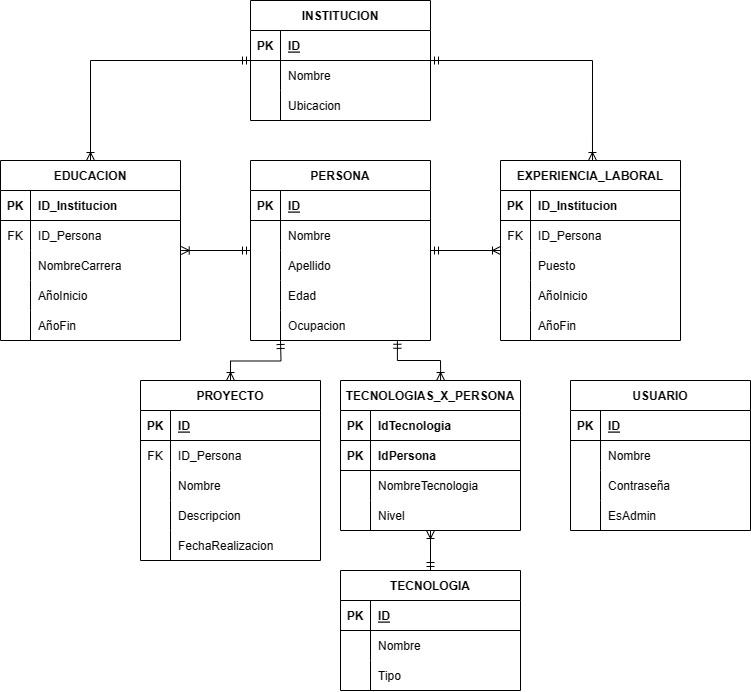 INSTITUCION
PK ID
Nombre
Ubicacion
EDUCACION
PK ID_Institucion
FK ID_Persona
NombreCarrera
AñoInicio
AñoFin
PERSONA
PK ID
Nombre
Apellido
Edad
Ocupacion
EXPERIENCIA_LABORAL
PK ID_Institucion
FK ID_Persona
Puesto
AñoInicio
AñoFin
PROYECTO
PK ID
FK ID_Persona
Nombre
Descripcion
FechaRealizacion
TECNOLOGIAS_X_PERSONA
PK IdTecnologia
PK IdPersona
NombreTecnologia
Nivel
USUARIO
PK ID
Nombre
Contraseña
EsAdmin
TECNOLOGIA
PK ID
Nombre
Tipo